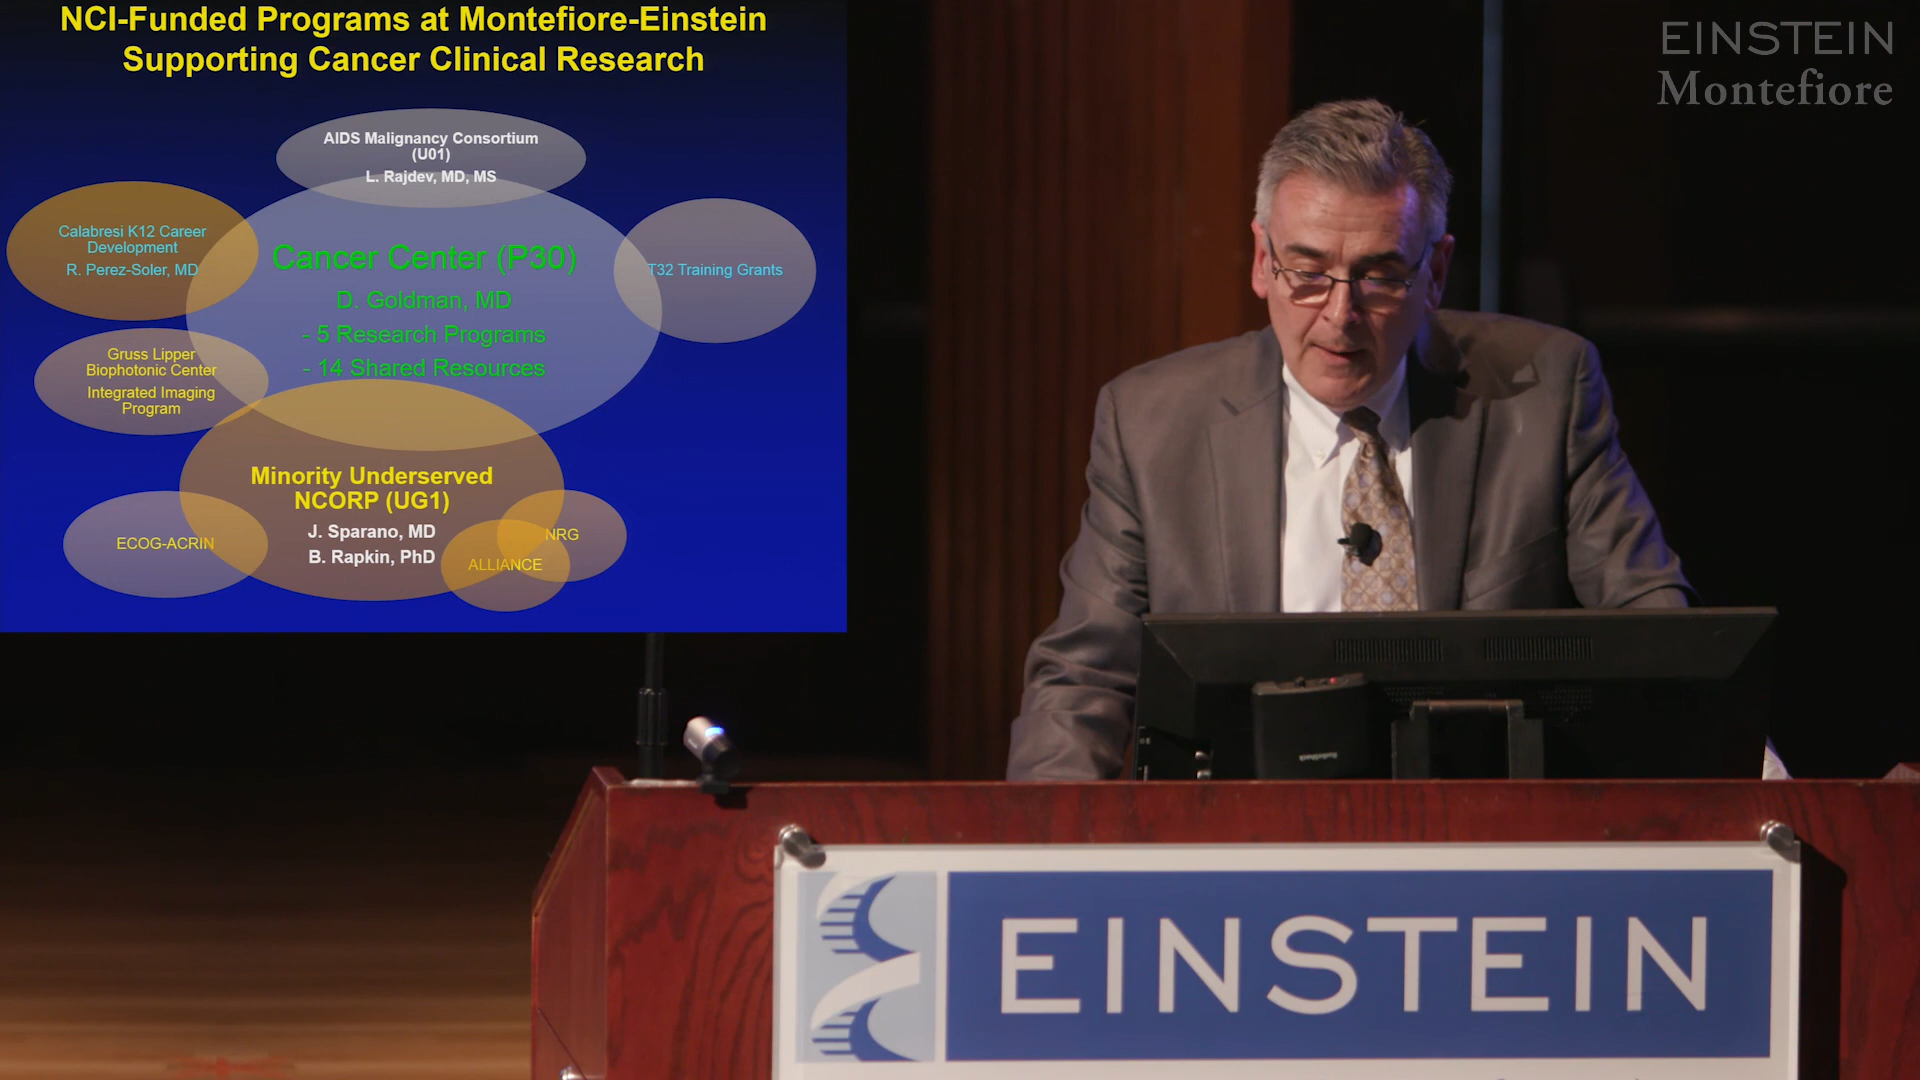 NCI-Funded Programs at Montefiore-Einstein
Supporting Cancer Clinical Research
AIDS Malignancy Consortium
(U01)
L. Rajdev, MD, MS
Calabresi K12 Career
Development
R. Perez-Soler, MD
Cancer Center (P30)
D. Goldman, MD
- 5 Research Programs
- 14 Shared Resources
T32 Training Grants
Gruss Lipper
Biophotonic Center
Integrated Imaging
Program
Minority Underserved
NCORP (UG1)
J. Sparano, MD
B. Rapkin, PhD
ECOG-ACRIN
NRG
ALLIANCE
EINSTEIN
Montefiore
EINSTEIN